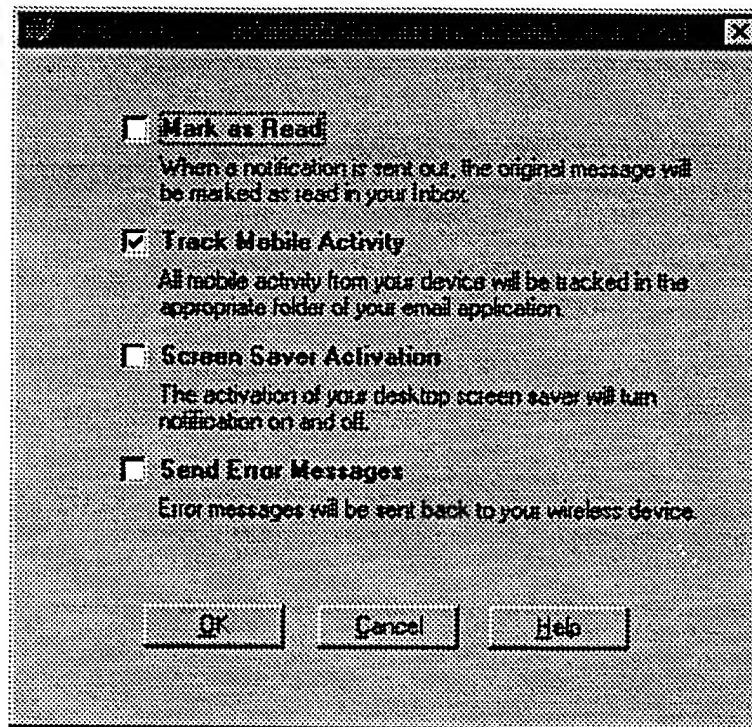 Mark as Read
When a notification is sent out, the original message will
be marked as read in your Inbox.
Track Mobile Activity
All mobile activity from your device will be tracked in the
appropriate folder of your email application.
Screen Saver Activation
The activation of your desktop screen saver will turn
notification on and off.
Send Error Messages
Error messages will be sent back to your wireless device.
OK Cancel Help